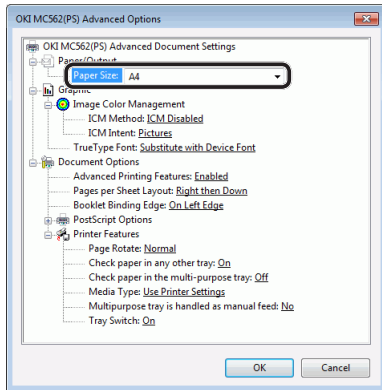 OKI MC562(PS) Advanced Options
OKI MC562(PS) Advanced Document Settings
Paper/Output
Paper Size: A4
Graphic
Image Color Management
ICM Method: ICM Disabled
ICM Intent: Pictures
TrueType Font: Substitute with Device Font
Document Options
Advanced Printing Features: Enabled
Pages per Sheet Layout: Right then Down
Booklet Binding Edge: On Left Edge
PostScript Options
Printer Features
Page Rotate: Normal
Check paper in any other tray: On
Check paper in the multi-purpose tray: Off
Media Type: Use Printer Settings
Multipurpose tray is handled as manual feed: No
Tray Switch: On
OK Cancel